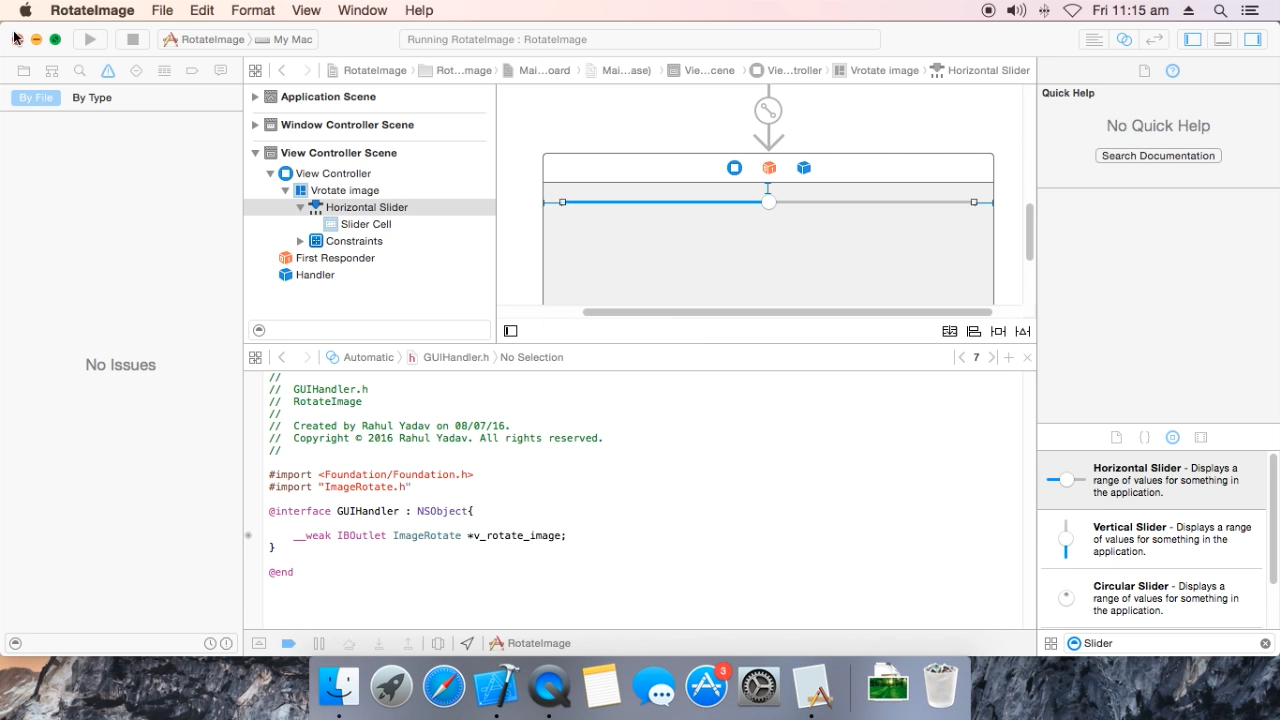 RotateImage File Edit Format View Window Help Fri 11:15 am
RotateImage My Mac Running RotateImage : RotateImage
RotateImage Rot...mage Mai...oard Mai...ase) Vie...cene Vie...troller Vrotate image Horizontal Slider
By File By Type
No Issues
Application Scene
Window Controller Scene
View Controller Scene
View Controller
Vrotate image
Horizontal Slider
Slider Cell
Constraints
First Responder
Handler
Automatic GUIHandler.h No Selection 7
//
// GUIHandler.h
// RotateImage
//
// Created by Rahul Yadav on 08/07/16.
// Copyright © 2016 Rahul Yadav. All rights reserved.
//
#import <Foundation/Foundation.h>
#import "ImageRotate.h"
@interface GUIHandler : NSObject{
__weak IBOutlet ImageRotate *v_rotate_image;
}
@end
RotateImage
Quick Help
No Quick Help
Search Documentation
Horizontal Slider - Displays a
range of values for something in
the application.
Vertical Slider - Displays a range
of values for something in the
application.
Circular Slider - Displays a
range of values for something in
the application.
Slider
3